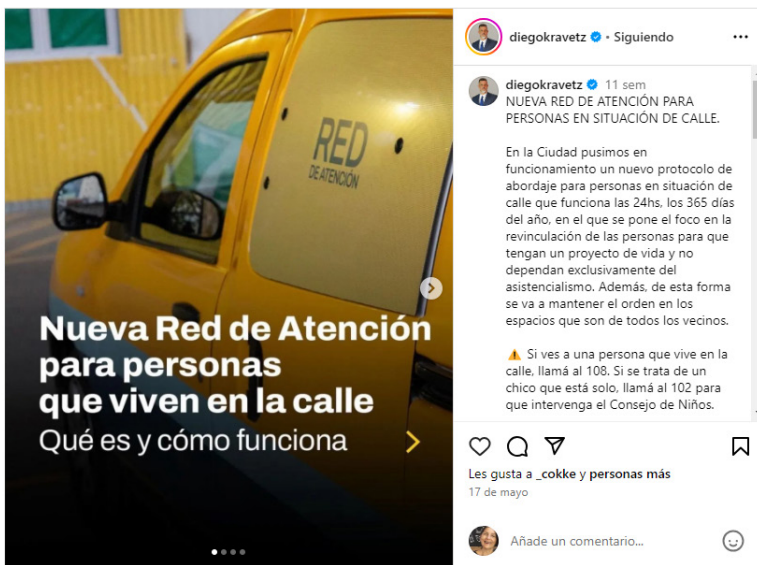 RED
DE ATENCIÓN
Nueva Red de Atención
para personas
que viven en la calle
Qué es y cómo funciona
diegokravetz • Siguiendo
diegokravetz 11 sem
NUEVA RED DE ATENCIÓN PARA
PERSONAS EN SITUACIÓN DE CALLE.
En la Ciudad pusimos en
funcionamiento un nuevo protocolo de
abordaje para personas en situación de
calle que funciona las 24hs, los 365 días
del año, en el que se pone el foco en la
revinculación de las personas para que
tengan un proyecto de vida y no
dependan exclusivamente del
asistencialismo. Además, de esta forma
se va a mantener el orden en los
espacios que son de todos los vecinos.
⚠️ Si ves a una persona que vive en la
calle, llamá al 108. Si se trata de un
chico que está solo, llamá al 102 para
que intervenga el Consejo de Niños.
Les gusta a _cokke y personas más
17 de mayo
Añade un comentario...